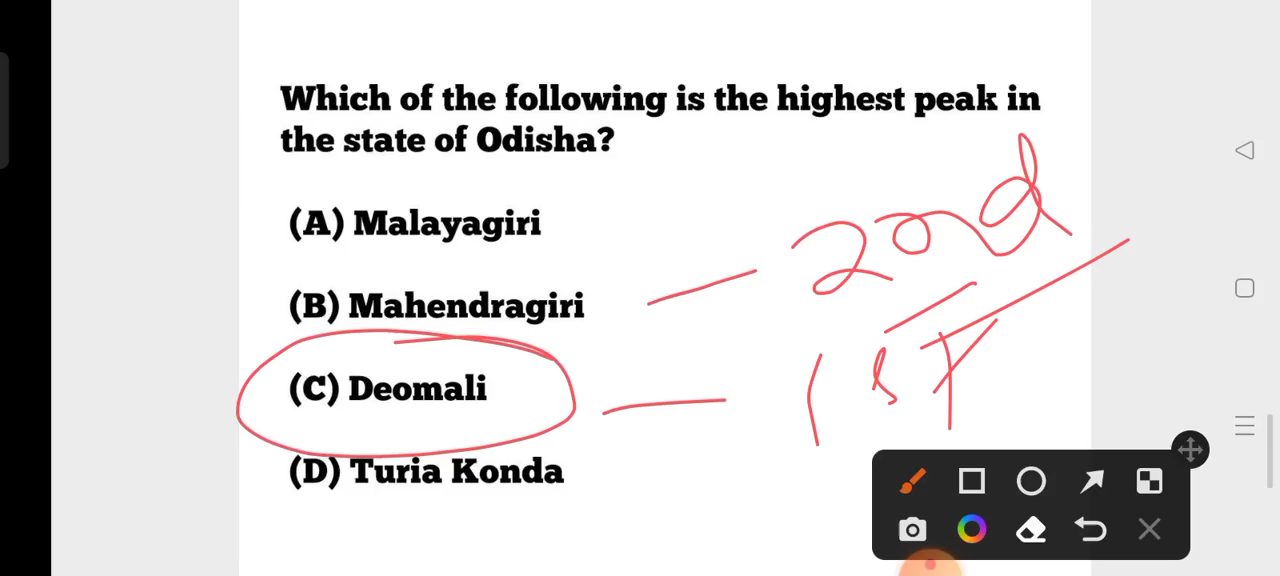 Which of the following is the highest peak in
the state of Odisha?
(A) Malayagiri
(B) Mahendragiri — 2nd
(C) Deomali — 1st
(D) Turia Konda